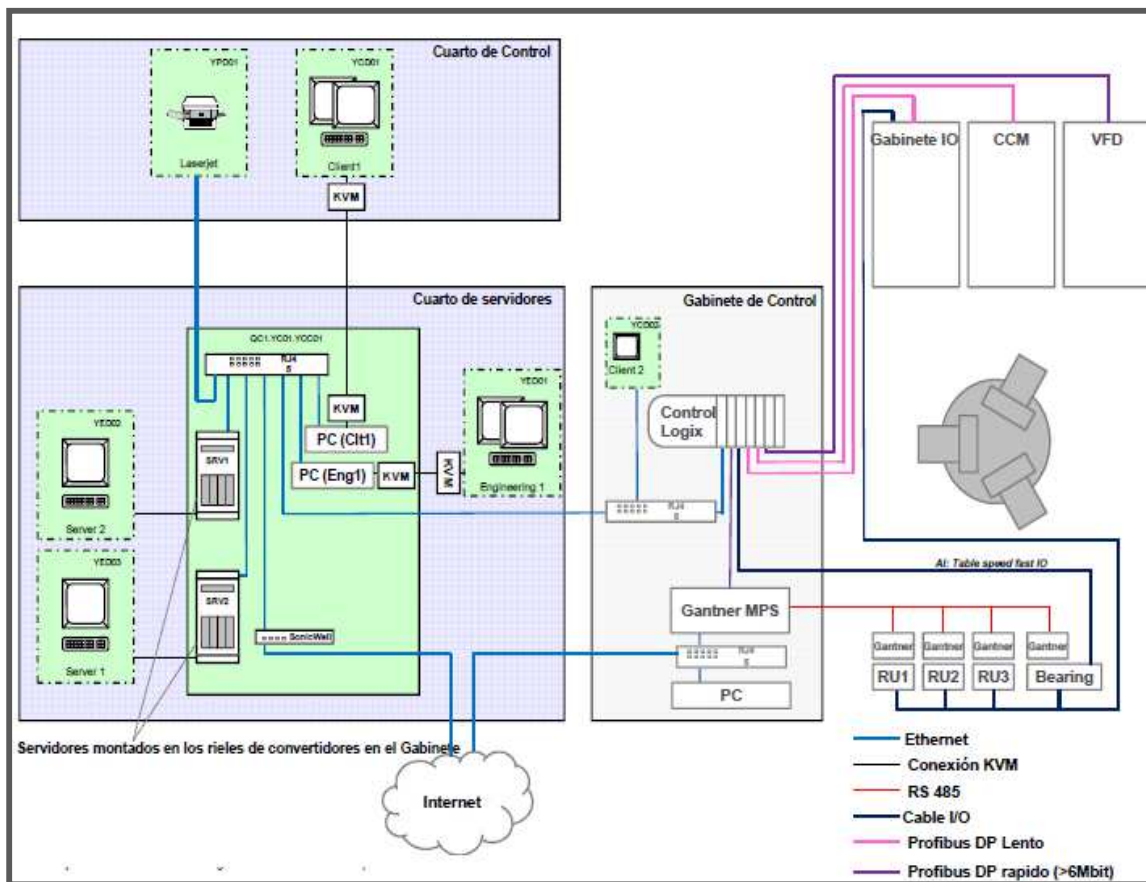 Cuarto de Control
YPD01
Laserjet
YCD01
Client1
KVM
Cuarto de servidores
QC1.YC01.YCC01
RJ4
5
KVM
PC (Clt1)
PC (Eng1)
KVM
KVM
YED01
Engineering 1
YED02
Server 2
SRV1
YED03
Server 1
SRV2
SonicWall
Servidores montados en los rieles de convertidores en el Gabinete
Internet
Gabinete de Control
YCD02
Client 2
Control
Logix
RJ4
5
Gantner MPS
RJ4
5
PC
Gabinete IO
CCM
VFD
AI: Table speed fast IO
Gantner
Gantner
Gantner
Gantner
RU1
RU2
RU3
Bearing
Ethernet
Conexión KVM
RS 485
Cable I/O
Profibus DP Lento
Profibus DP rapido (>6Mbit)